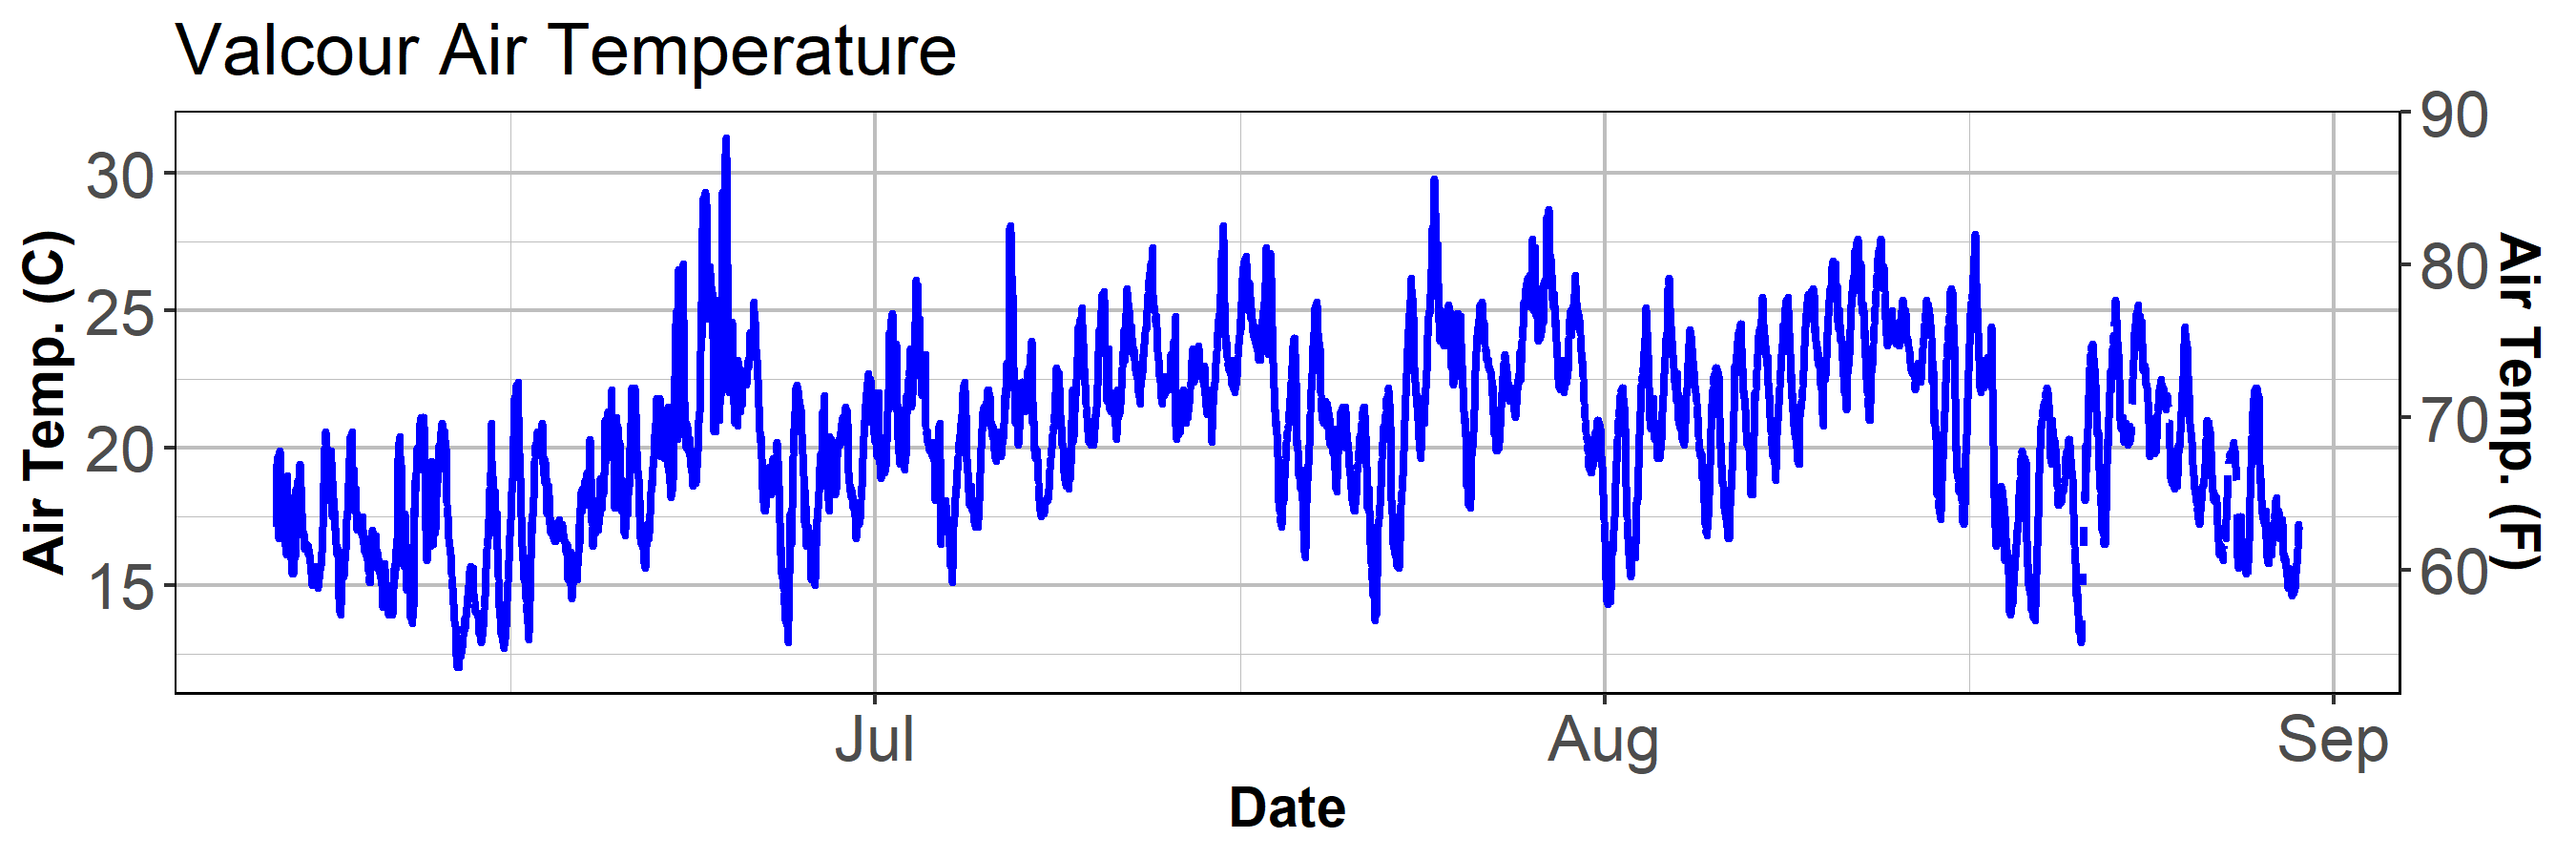 Valcour Air Temperature
Air Temp. (C)
30
25
20
15
90
80
70
60
Air Temp. (F)
Jul
Aug
Sep
Date